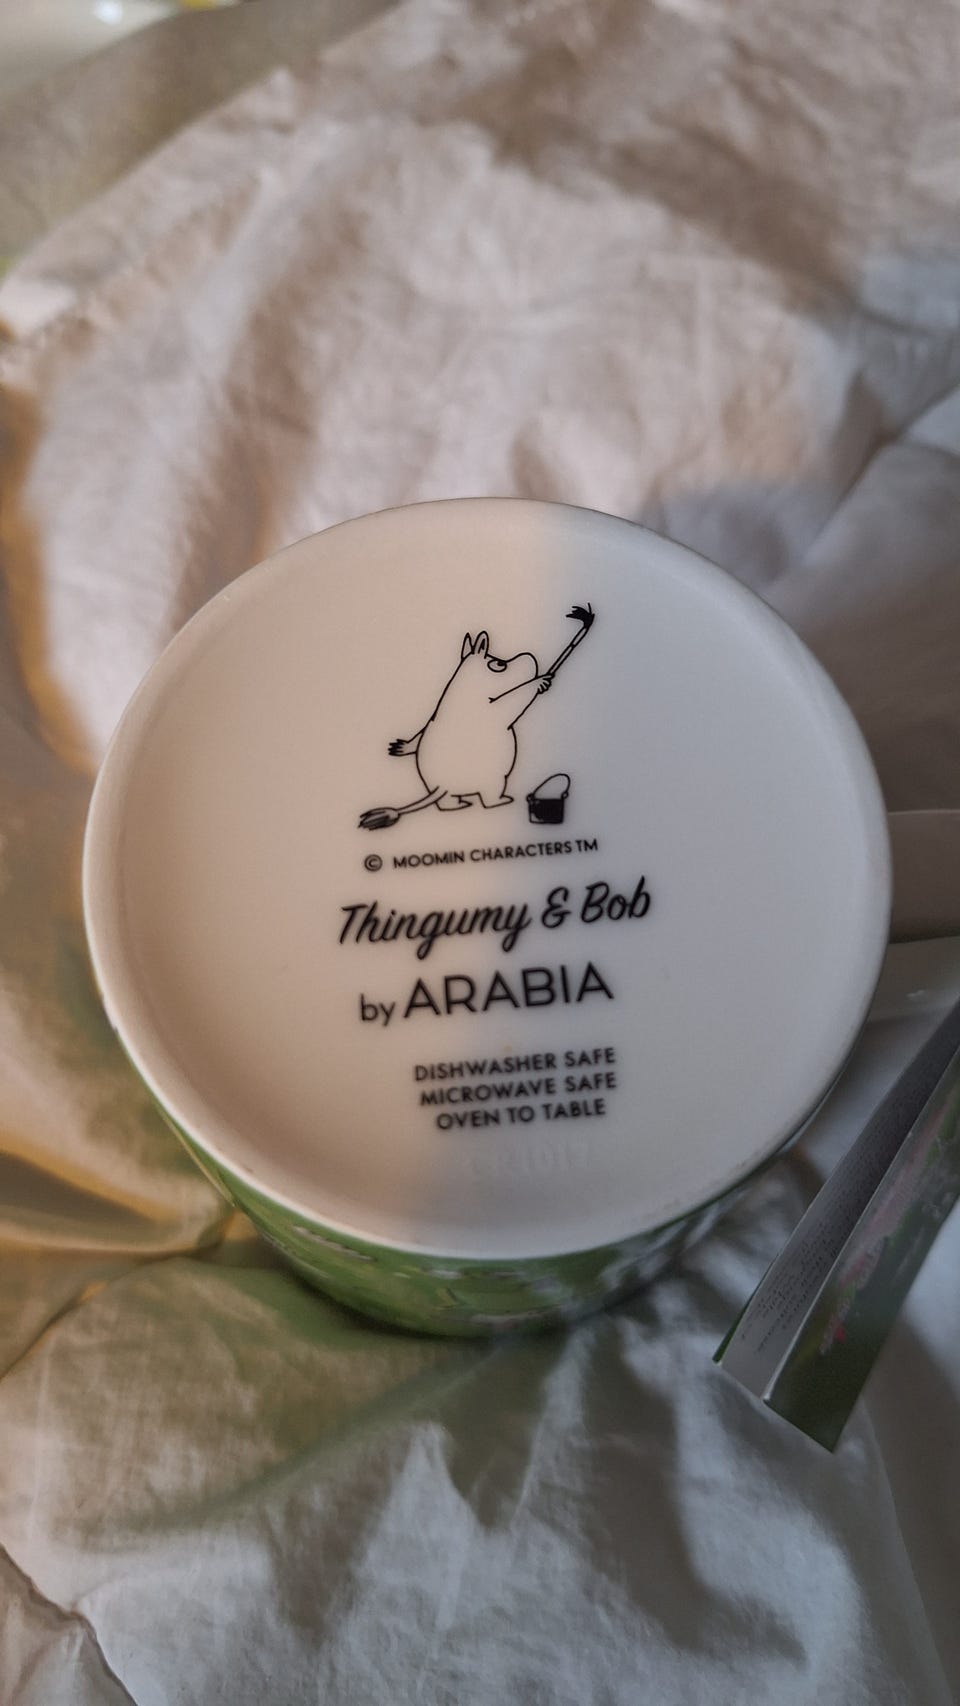 © MOOMIN CHARACTERS TM
Thingumy & Bob
by ARABIA
DISHWASHER SAFE
MICROWAVE SAFE
OVEN TO TABLE